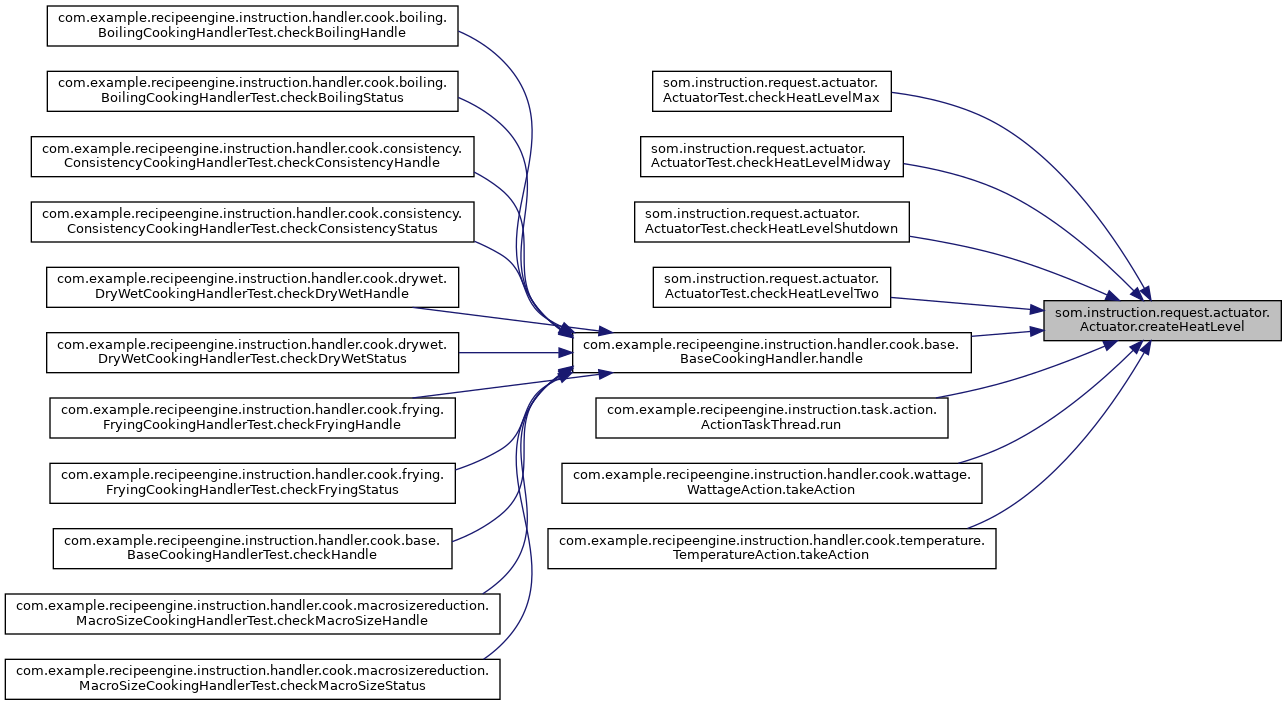 com.example.recipeengine.instruction.handler.cook.boiling.
BoilingCookingHandlerTest.checkBoilingHandle
com.example.recipeengine.instruction.handler.cook.boiling.
BoilingCookingHandlerTest.checkBoilingStatus
com.example.recipeengine.instruction.handler.cook.consistency.
ConsistencyCookingHandlerTest.checkConsistencyHandle
com.example.recipeengine.instruction.handler.cook.consistency.
ConsistencyCookingHandlerTest.checkConsistencyStatus
com.example.recipeengine.instruction.handler.cook.drywet.
DryWetCookingHandlerTest.checkDryWetHandle
com.example.recipeengine.instruction.handler.cook.drywet.
DryWetCookingHandlerTest.checkDryWetStatus
com.example.recipeengine.instruction.handler.cook.frying.
FryingCookingHandlerTest.checkFryingHandle
com.example.recipeengine.instruction.handler.cook.frying.
FryingCookingHandlerTest.checkFryingStatus
com.example.recipeengine.instruction.handler.cook.base.
BaseCookingHandlerTest.checkHandle
com.example.recipeengine.instruction.handler.cook.macrosizereduction.
MacroSizeCookingHandlerTest.checkMacroSizeHandle
com.example.recipeengine.instruction.handler.cook.macrosizereduction.
MacroSizeCookingHandlerTest.checkMacroSizeStatus
som.instruction.request.actuator.
ActuatorTest.checkHeatLevelMax
som.instruction.request.actuator.
ActuatorTest.checkHeatLevelMidway
som.instruction.request.actuator.
ActuatorTest.checkHeatLevelShutdown
som.instruction.request.actuator.
ActuatorTest.checkHeatLevelTwo
com.example.recipeengine.instruction.handler.cook.base.
BaseCookingHandler.handle
com.example.recipeengine.instruction.task.action.
ActionTaskThread.run
com.example.recipeengine.instruction.handler.cook.wattage.
WattageAction.takeAction
com.example.recipeengine.instruction.handler.cook.temperature.
TemperatureAction.takeAction
som.instruction.request.actuator.
Actuator.createHeatLevel